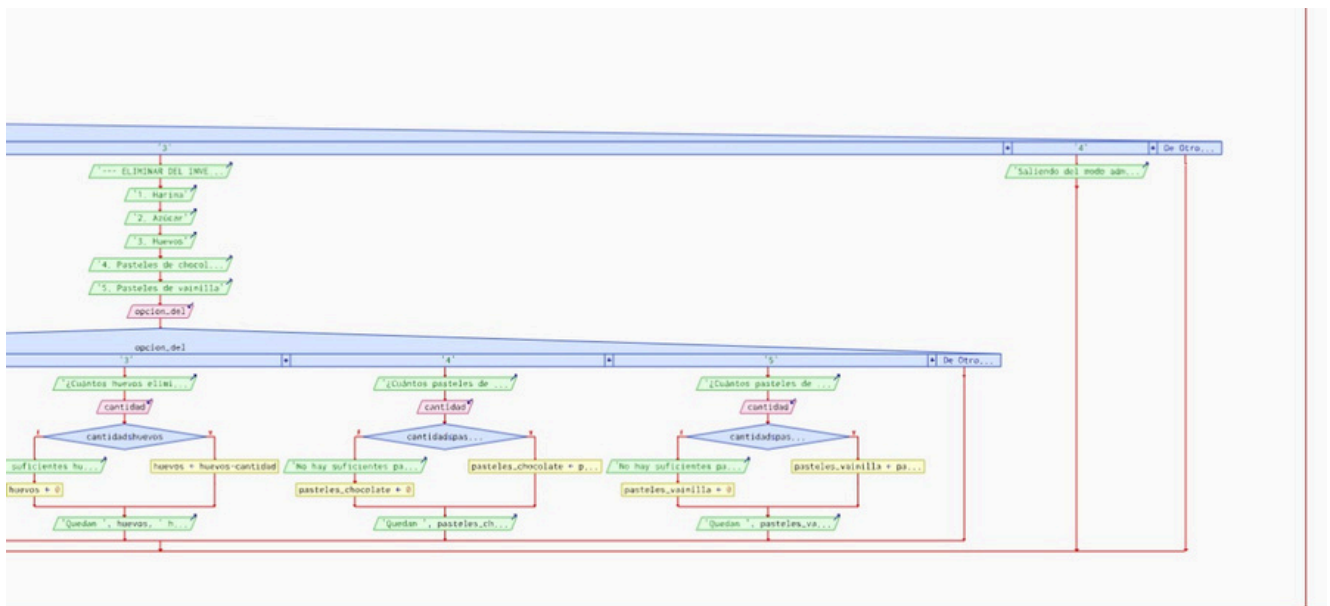 '3' '4' De Otro...
'--- ELIMINAR DEL INVE... 'Saliendo del modo adm...
'1. Harina'
'2. Azúcar'
'3. Huevos'
'4. Pasteles de chocol...
'5. Pasteles de vainilla'
opcion_del
opcion_del
'3' '4' '5' De Otro...
'¿Cuántos huevos elimi... '¿Cuántos pasteles de ... '¿Cuántos pasteles de ...
cantidad cantidad cantidad
F cantidad≤huevos V F cantidad≤pas... V F cantidad≤pas... V
suficientes hu... huevos ← huevos-cantidad 'No hay suficientes pa... pasteles_chocolate ← p... 'No hay suficientes pa... pasteles_vainilla ← pa...
huevos ← 0 pasteles_chocolate ← 0 pasteles_vainilla ← 0
'Quedan ', huevos, ' h... 'Quedan ', pasteles_ch... 'Quedan ', pasteles_va...